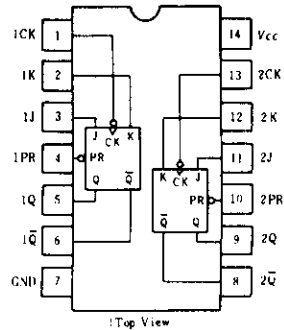 1CK 1 14 Vcc
1K 2 13 2CK
1J 3 12 2K
J K
CK
1PR 4 PR 11 2J
K J
CK
Q Q̅
1Q 5 PR 10 2PR
Q̅ Q
1Q̅ 6 9 2Q
GND 7 8 2Q̅
(Top View